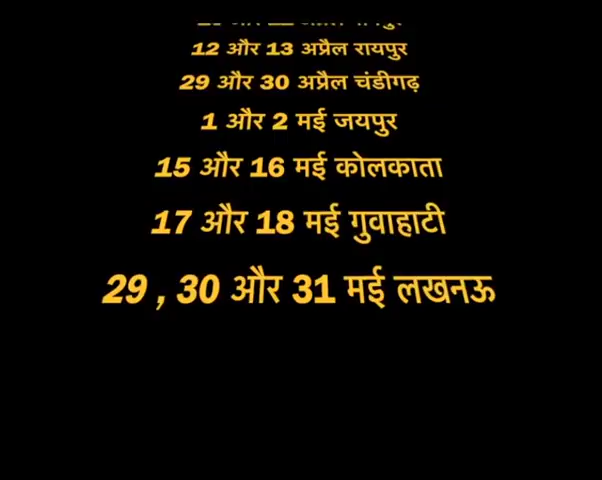 12 और 13 अप्रैल रायपुर
29 और 30 अप्रैल चंडीगढ़
1 और 2 मई जयपुर
15 और 16 मई कोलकाता
17 और 18 मई गुवाहाटी
29 , 30 और 31 मई लखनऊ